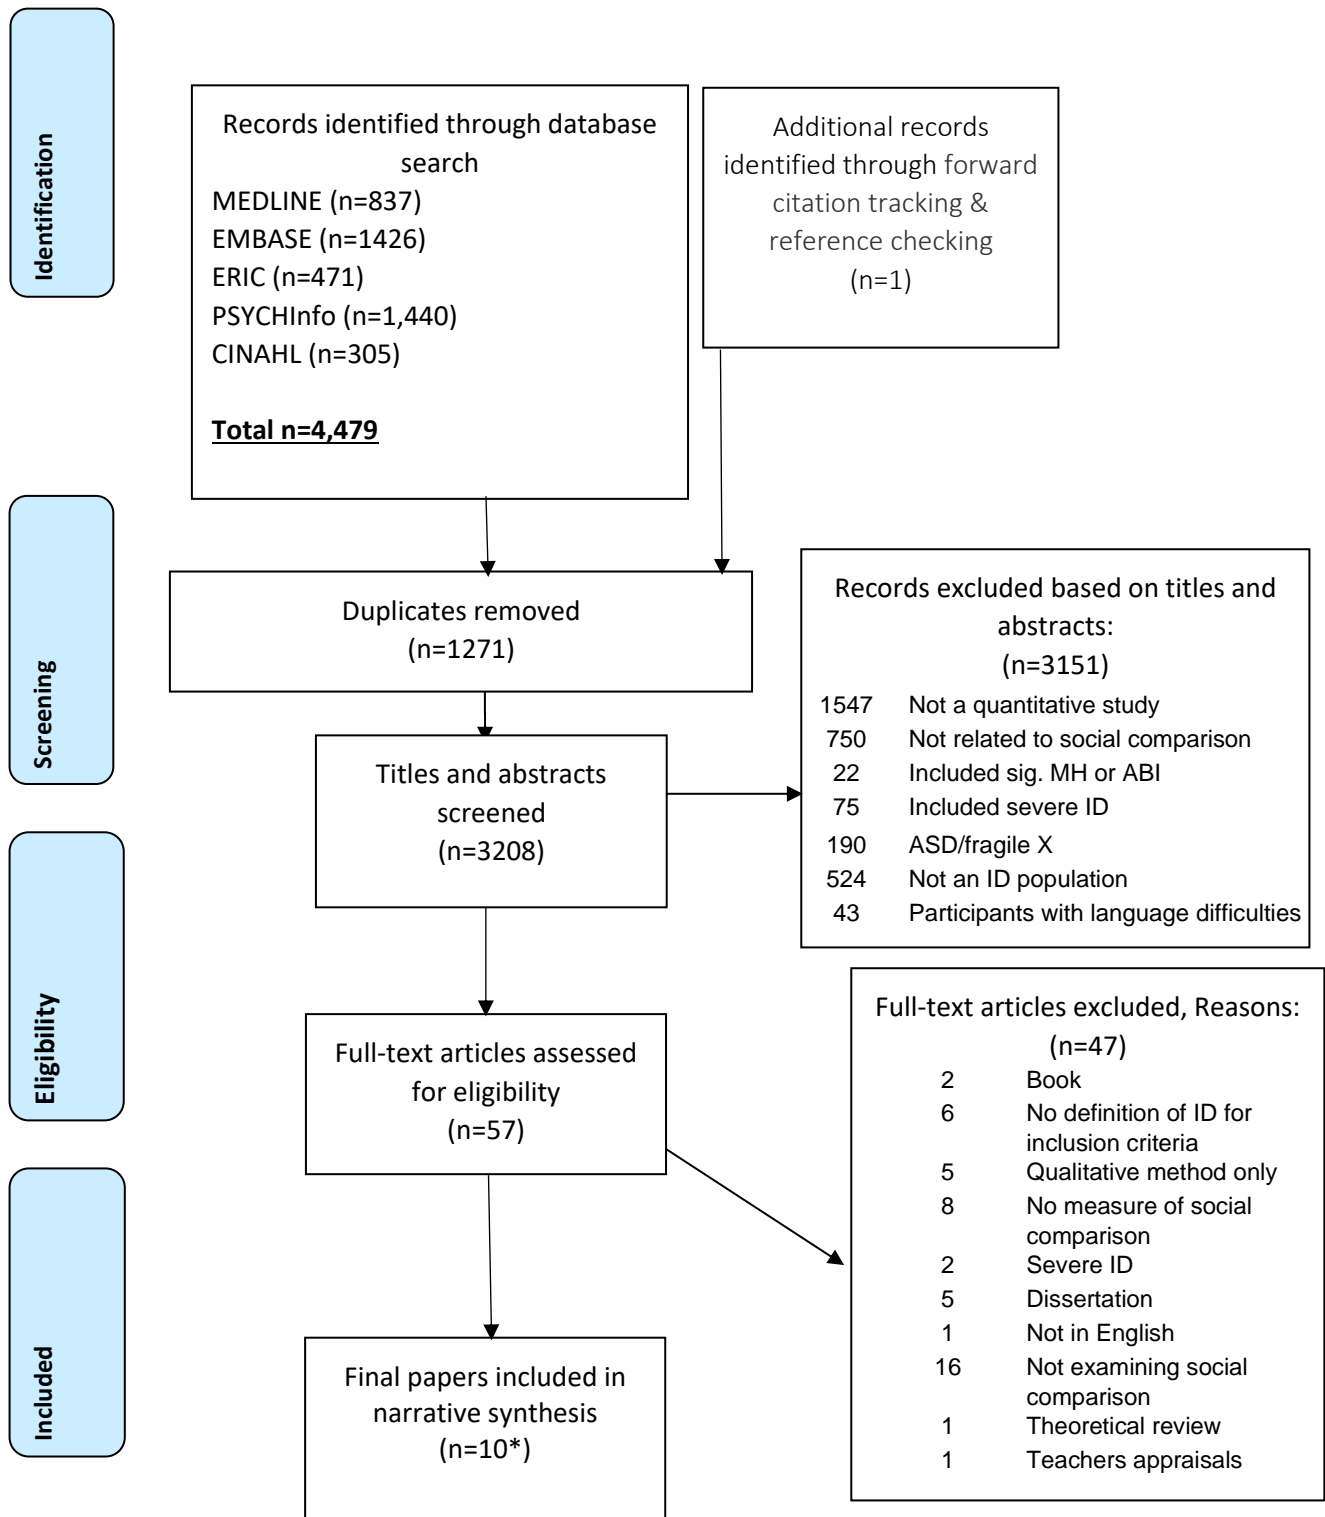 Identification
Records identified through database
search
MEDLINE (n=837)
EMBASE (n=1426)
ERIC (n=471)
PSYCHInfo (n=1,440)
CINAHL (n=305)
Total n=4,479
Additional records
identified through forward
citation tracking &
reference checking
(n=1)
Screening
Duplicates removed
(n=1271)
Titles and abstracts
screened
(n=3208)
Records excluded based on titles and
abstracts:
(n=3151)
1547 Not a quantitative study
750 Not related to social comparison
22 Included sig. MH or ABI
75 Included severe ID
190 ASD/fragile X
524 Not an ID population
43 Participants with language difficulties
Eligibility
Full-text articles assessed
for eligibility
(n=57)
Full-text articles excluded, Reasons:
(n=47)
2 Book
6 No definition of ID for
inclusion criteria
5 Qualitative method only
8 No measure of social
comparison
2 Severe ID
5 Dissertation
1 Not in English
16 Not examining social
comparison
1 Theoretical review
1 Teachers appraisals
Included
Final papers included in
narrative synthesis
(n=10*)